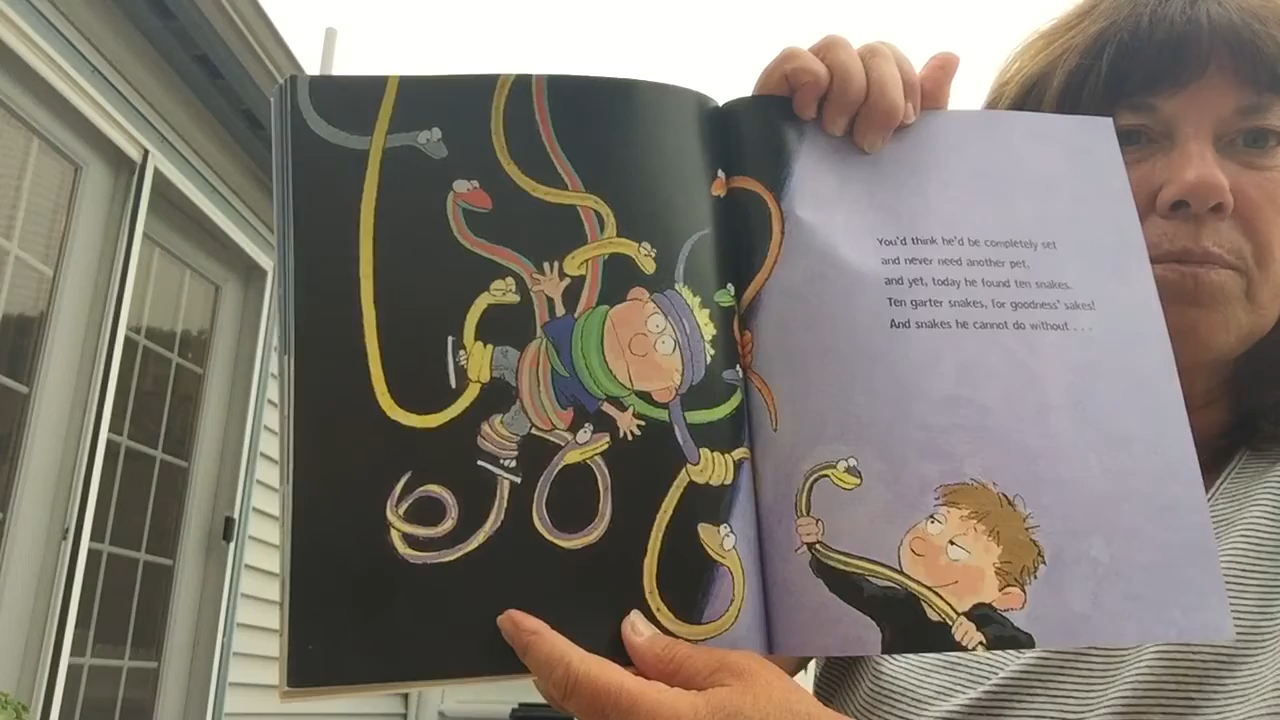 You'd think he'd be completely set
and never need another pet,
and yet, today he found ten snakes.
Ten garter snakes, for goodness' sakes!
And snakes he cannot do without . . .